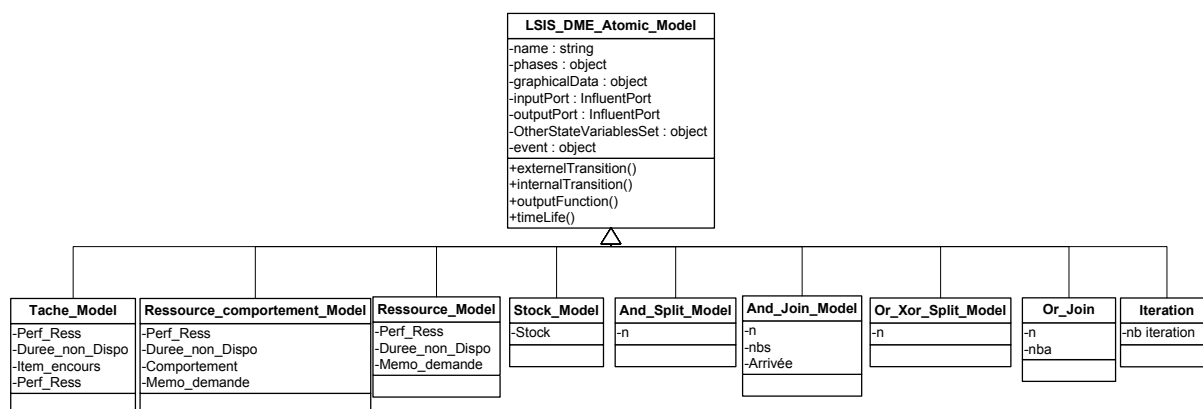 LSIS_DME_Atomic_Model
-name : string
-phases : object
-graphicalData : object
-inputPort : InfluentPort
-outputPort : InfluentPort
-OtherStateVariablesSet : object
-event : object
+externelTransition()
+internalTransition()
+outputFunction()
+timeLife()
Tache_Model
-Perf_Ress
-Duree_non_Dispo
-Item_encours
-Perf_Ress
Ressource_comportement_Model
-Perf_Ress
-Duree_non_Dispo
-Comportement
-Memo_demande
Ressource_Model
-Perf_Ress
-Duree_non_Dispo
-Memo_demande
Stock_Model
-Stock
And_Split_Model
-n
And_Join_Model
-n
-nbs
-Arrivée
Or_Xor_Split_Model
-n
Or_Join
-n
-nba
Iteration
-nb iteration